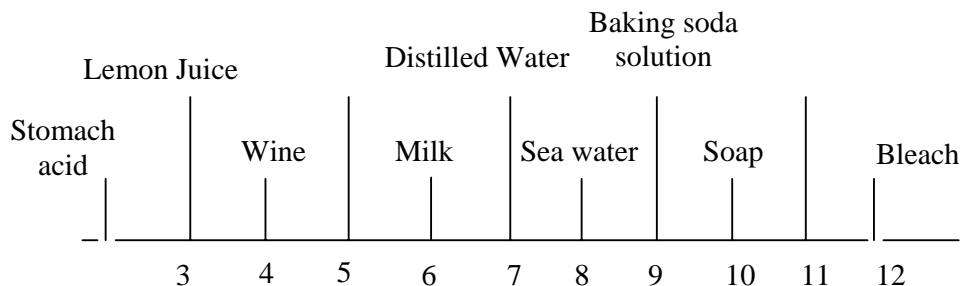 Baking soda
solution
Distilled Water
Lemon Juice
Stomach
acid
Wine
Milk
Sea water
Soap
Bleach
3 4 5 6 7 8 9 10 11 12